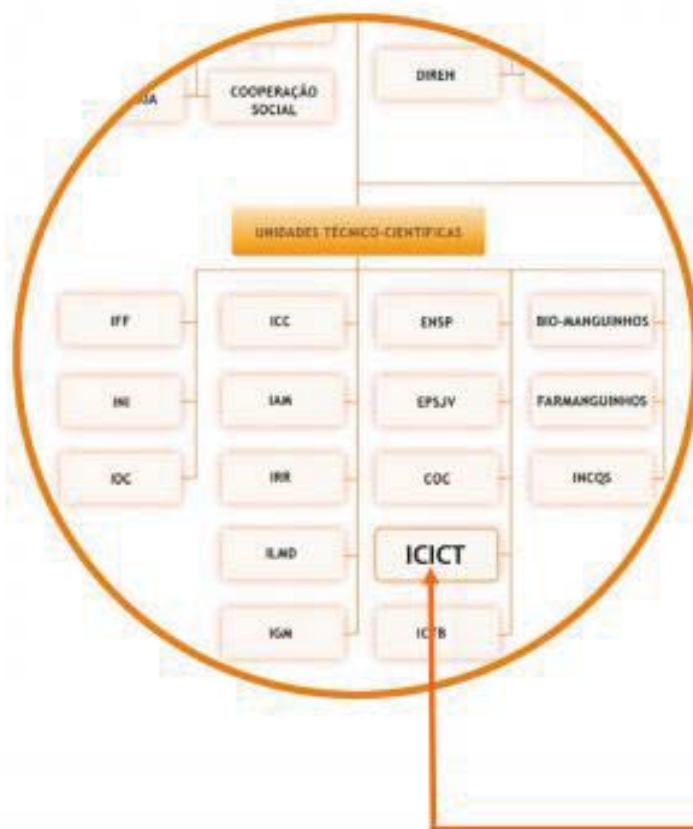 DIREH
COOPERAÇÃO
SOCIAL
UNIDADES TÉCNICO-CIENTÍFICAS
IFF
ICC
ENSP
BIO-MANGUINHOS
INI
IAM
EPSJV
FARMANGUINHOS
IOC
IRR
COC
INCQS
ILMD
ICICT
IGM
ICTB